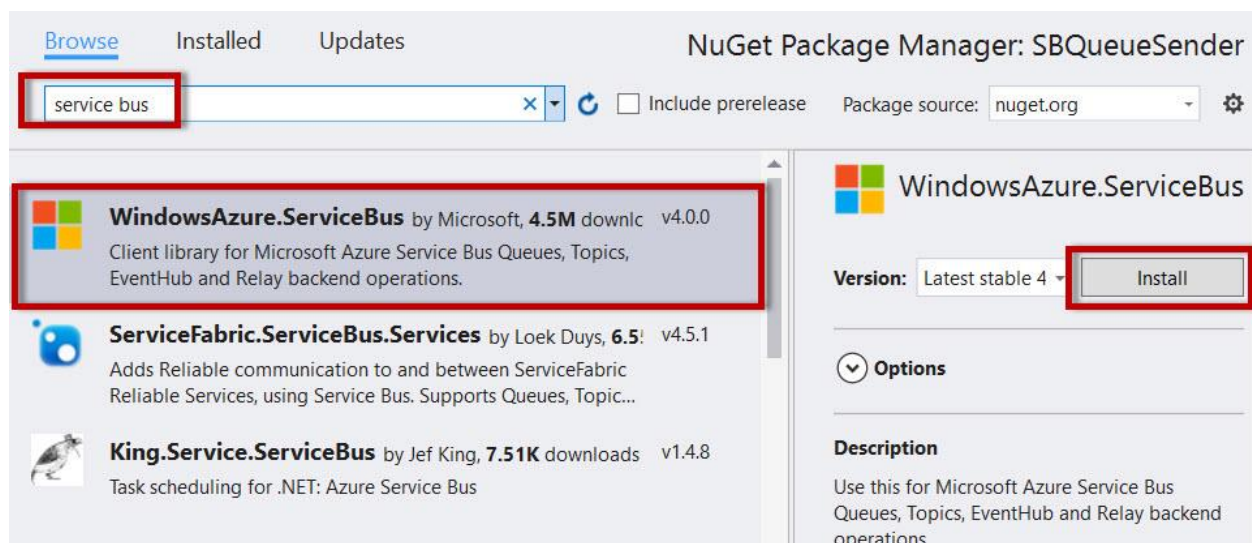 Browse Installed Updates
NuGet Package Manager: SBQueueSender
service bus
Include prerelease
Package source: nuget.org
WindowsAzure.ServiceBus by Microsoft, 4.5M v4.0.0
Client library for Microsoft Azure Service Bus Queues, Topics,
EventHub and Relay backend operations.
ServiceFabric.ServiceBus.Services by Loek Duys, v4.5.1
Adds Reliable communication to and between ServiceFabric
Reliable Services, using Service Bus. Supports Queues, Topic...
King.Service.ServiceBus by Jef King, 7.51K downloads v1.4.8
Task scheduling for .NET: Azure Service Bus
WindowsAzure.ServiceBus
Version: Latest stable 4 Install
Options
Description
Use this for Microsoft Azure Service Bus
Queues, Topics, EventHub and Relay backend
operations